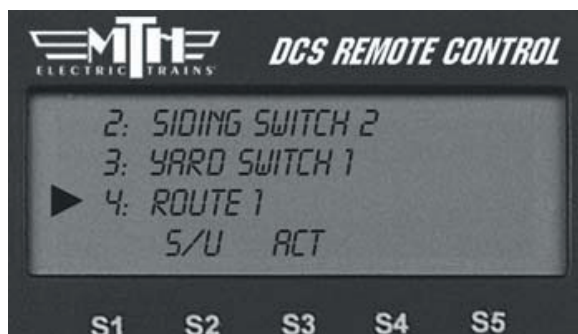 MTH
ELECTRIC TRAINS®
DCS REMOTE CONTROL
2: SIDING SWITCH 2
3: YARD SWITCH 1
4: ROUTE 1
S/U ACT
S1 S2 S3 S4 S5